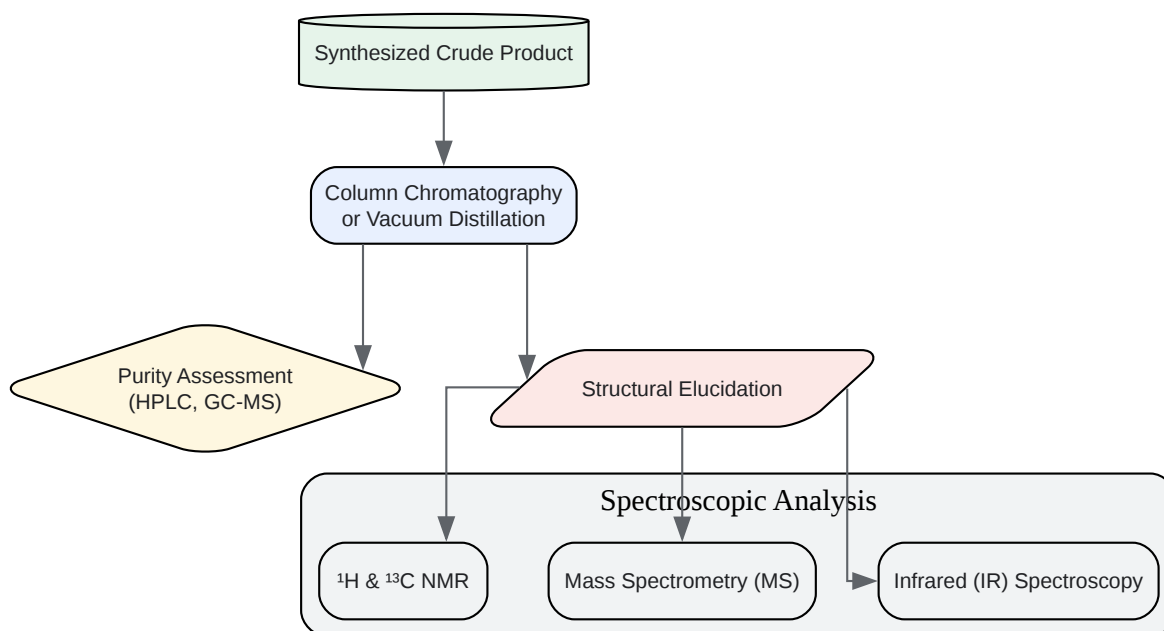 Synthesized Crude Product
Column Chromatography
or Vacuum Distillation
Purity Assessment
(HPLC, GC-MS)
Structural Elucidation
Spectroscopic Analysis
¹H & ¹³C NMR
Mass Spectrometry (MS)
Infrared (IR) Spectroscopy